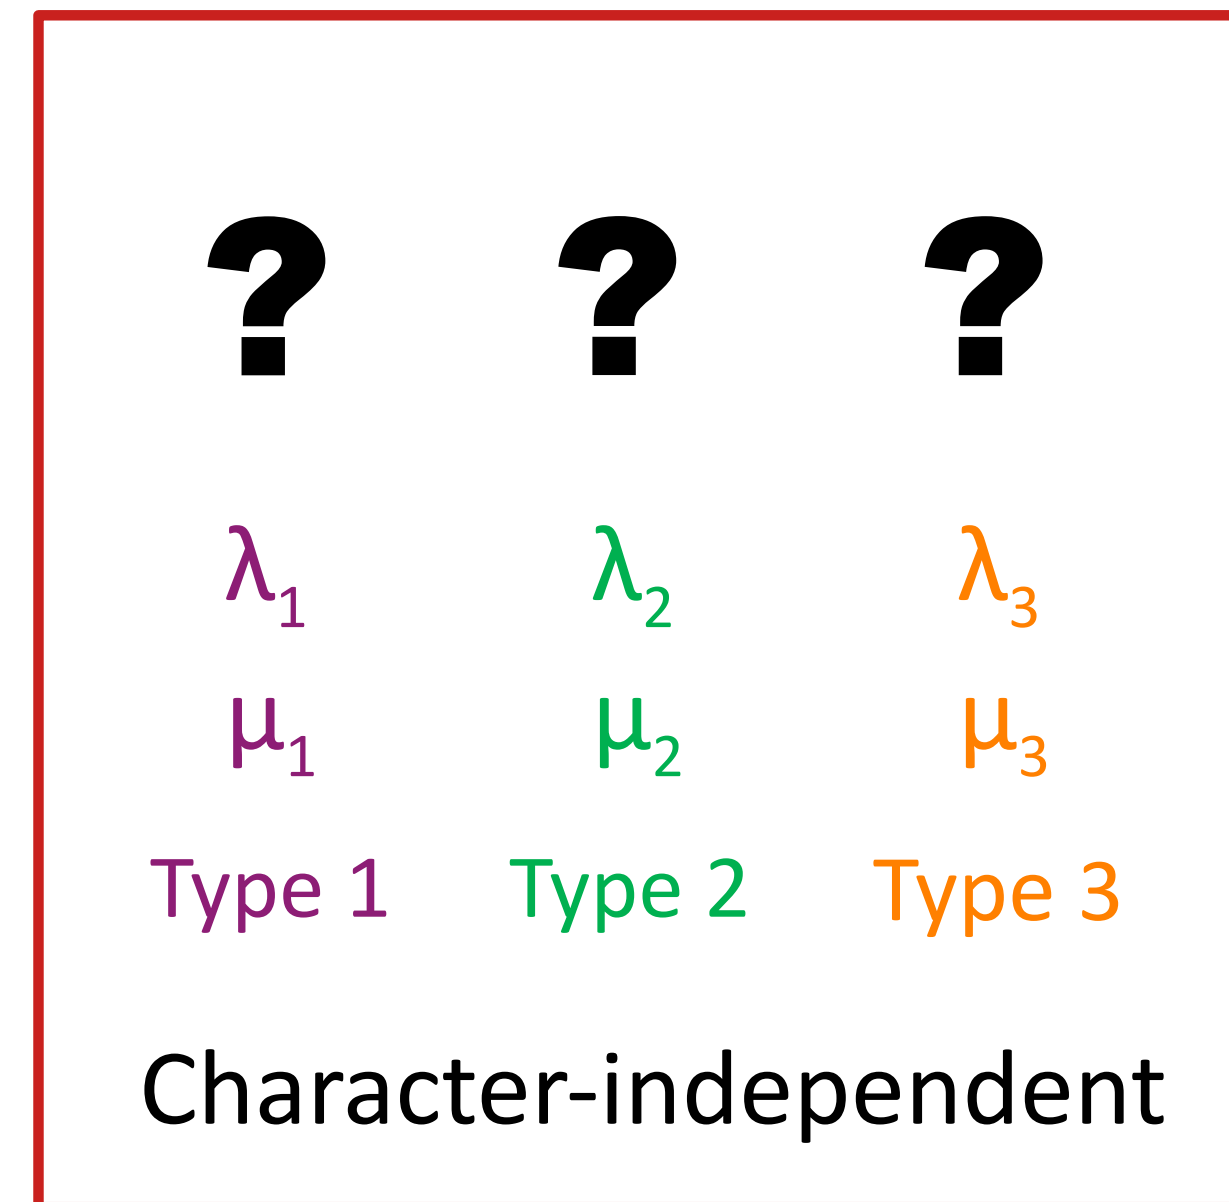 ? ? ?
λ₁ λ₂ λ₃
μ₁ μ₂ μ₃
Type 1 Type 2 Type 3
Character-independent